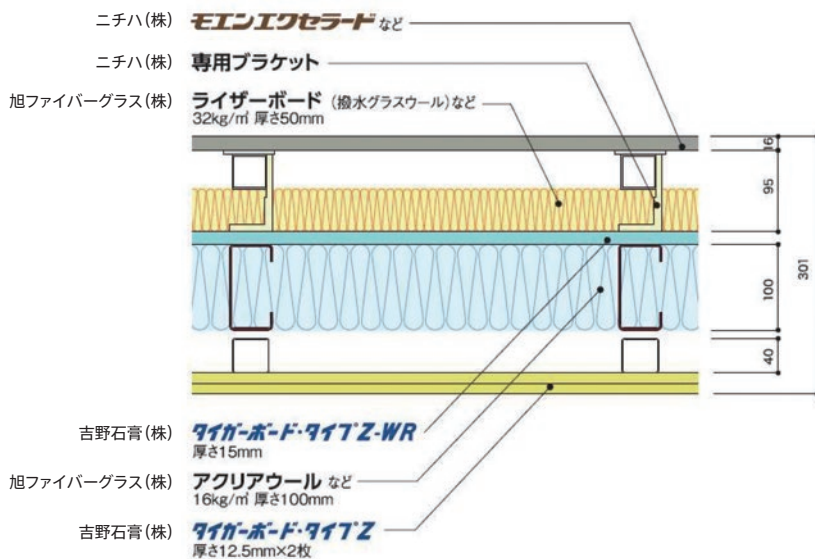 ニチハ(株) モエンエクセラード など
ニチハ(株) 専用ブラケット
旭ファイバーグラス(株) ライザーボード (撥水グラスウール)など
32kg/㎥ 厚さ50mm
16
95
301
100
40
吉野石膏(株) タイガーボード・タイプZ-WR
厚さ15mm
旭ファイバーグラス(株) アクリアウール など
16kg/㎥ 厚さ100mm
吉野石膏(株) タイガーボード・タイプZ
厚さ12.5mm×2枚